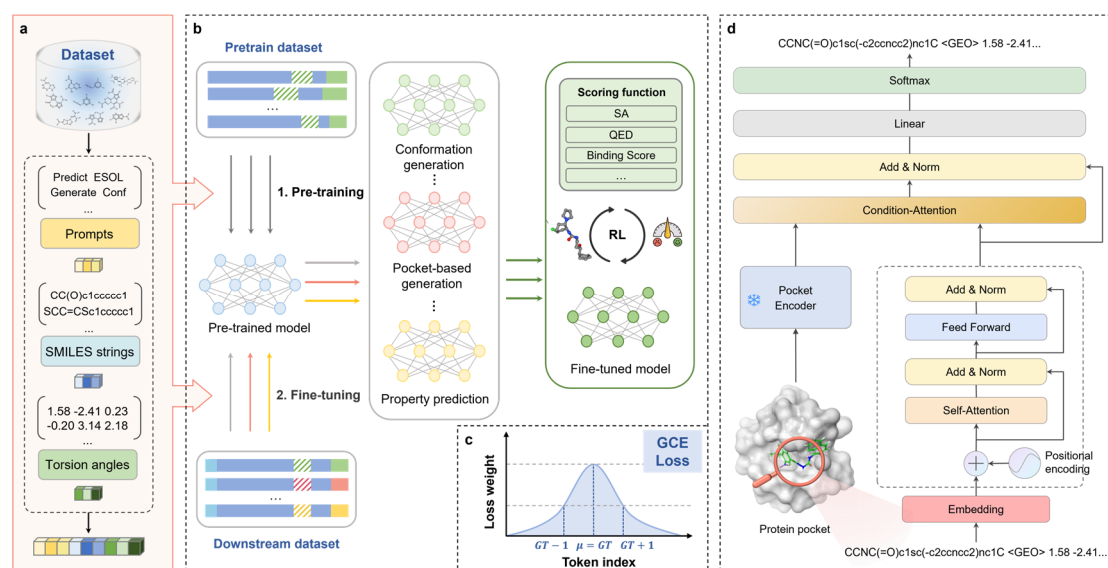 a
Dataset
Predict ESOL
Generate Conf
...
Prompts
CC(O)c1ccccc1
SCC=CSc1ccccc1
...
SMILES strings
1.58 -2.41 0.23
-0.20 3.14 2.18
...
Torsion angles
b
Pretrain dataset
...
1. Pre-training
Pre-trained model
2. Fine-tuning
...
Downstream dataset
Conformation
generation
Pocket-based
generation
Property prediction
Scoring function
SA
QED
Binding Score
...
RL
Fine-tuned model
c
GCE
Loss
Loss weight
GT − 1 μ = GT GT + 1
Token index
d
CCNC(=O)c1sc(-c2ccncc2)nc1C <GEO> 1.58 -2.41...
Softmax
Linear
Add & Norm
Condition-Attention
Pocket
Encoder
Add & Norm
Feed Forward
Add & Norm
Self-Attention
Positional
encoding
Embedding
Protein pocket
CCNC(=O)c1sc(-c2ccncc2)nc1C <GEO> 1.58 -2.41...